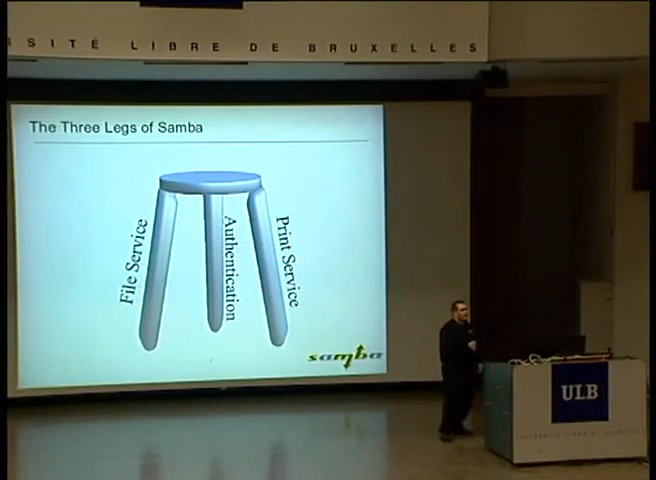 SITÉ LIBRE DE BRUXELLES
The Three Legs of Samba
File Service
Authentication
Print Service
samba
ULB